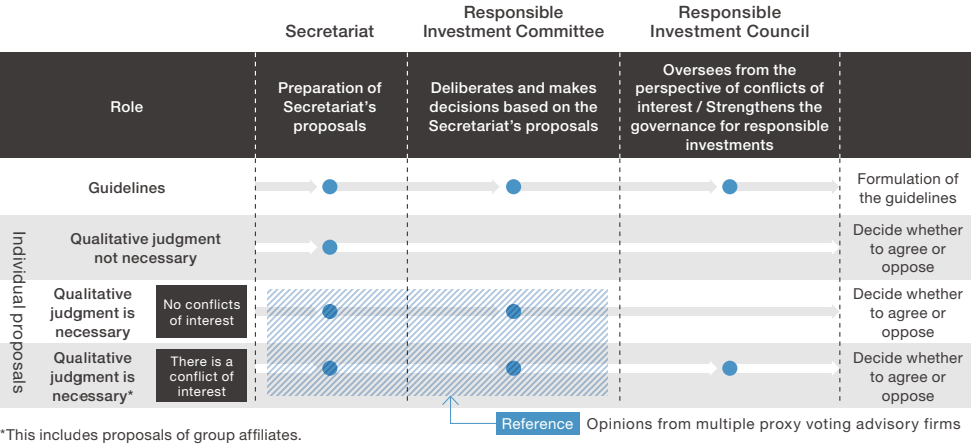 Secretariat
Responsible
Investment Committee
Responsible
Investment Council
Role
Preparation of
Secretariat's
proposals
Deliberates and makes
decisions based on the
Secretariat's proposals
Oversees from the
perspective of conflicts of
interest / Strengthens the
governance for responsible
investments
Guidelines
Formulation of
the guidelines
Individual proposals
Qualitative judgment
not necessary
Decide whether
to agree or
oppose
Qualitative
judgment is
necessary
No conflicts
of interest
Decide whether
to agree or
oppose
Qualitative
judgment is
necessary*
There is a
conflict of
interest
Decide whether
to agree or
oppose
Reference Opinions from multiple proxy voting advisory firms
*This includes proposals of group affiliates.